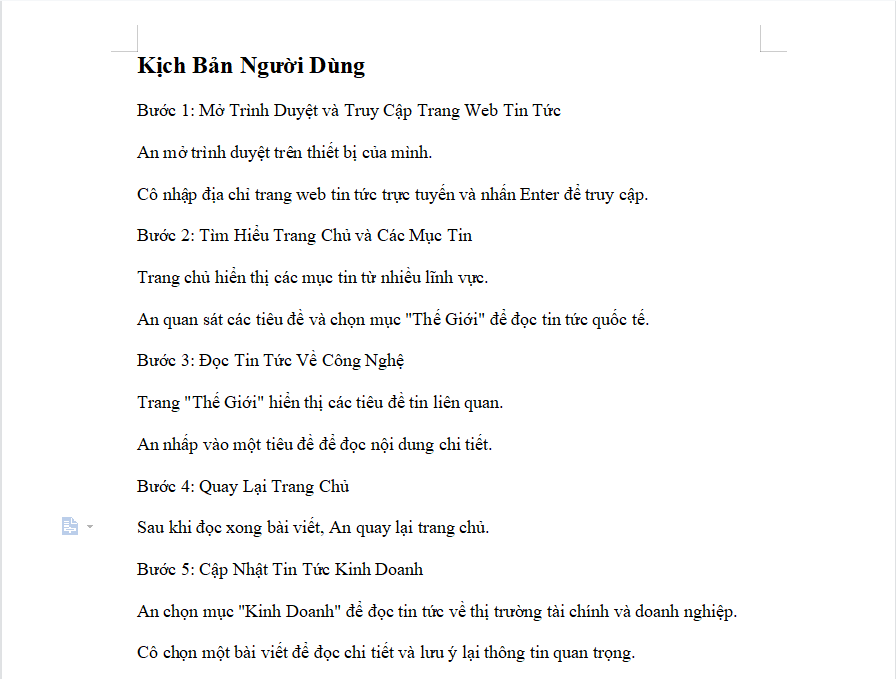 Kịch Bản Người Dùng
Bước 1: Mở Trình Duyệt và Truy Cập Trang Web Tin Tức
An mở trình duyệt trên thiết bị của mình.
Cô nhập địa chỉ trang web tin tức trực tuyến và nhấn Enter để truy cập.
Bước 2: Tìm Hiểu Trang Chủ và Các Mục Tin
Trang chủ hiển thị các mục tin từ nhiều lĩnh vực.
An quan sát các tiêu đề và chọn mục "Thế Giới" để đọc tin tức quốc tế.
Bước 3: Đọc Tin Tức Về Công Nghệ
Trang "Thế Giới" hiển thị các tiêu đề tin liên quan.
An nhấp vào một tiêu đề để đọc nội dung chi tiết.
Bước 4: Quay Lại Trang Chủ
Sau khi đọc xong bài viết, An quay lại trang chủ.
Bước 5: Cập Nhật Tin Tức Kinh Doanh
An chọn mục "Kinh Doanh" để đọc tin tức về thị trường tài chính và doanh nghiệp.
Cô chọn một bài viết để đọc chi tiết và lưu ý lại thông tin quan trọng.